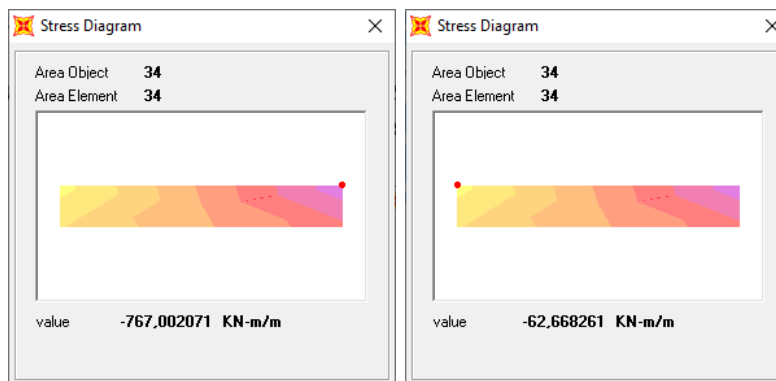 Stress Diagram
Area Object 34
Area Element 34
value -767,002071 KN-m/m
Stress Diagram
Area Object 34
Area Element 34
value -62,668261 KN-m/m